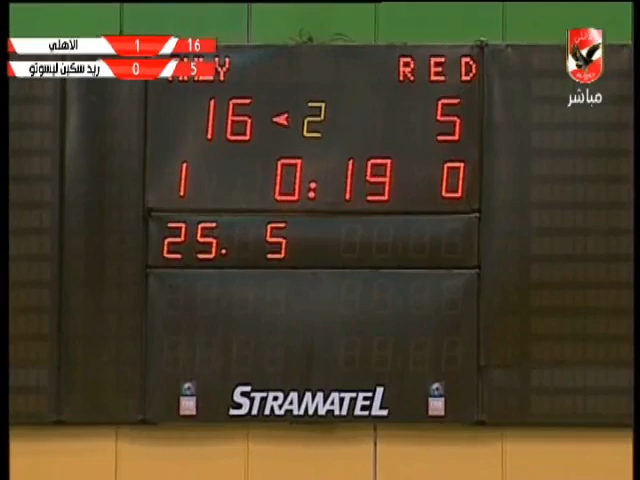 الاهلي 1 16
ريد سكين ليسوتو 0 5
مباشر
RED
16 2 5
1 0:19 0
25. 5
STRAMATEL